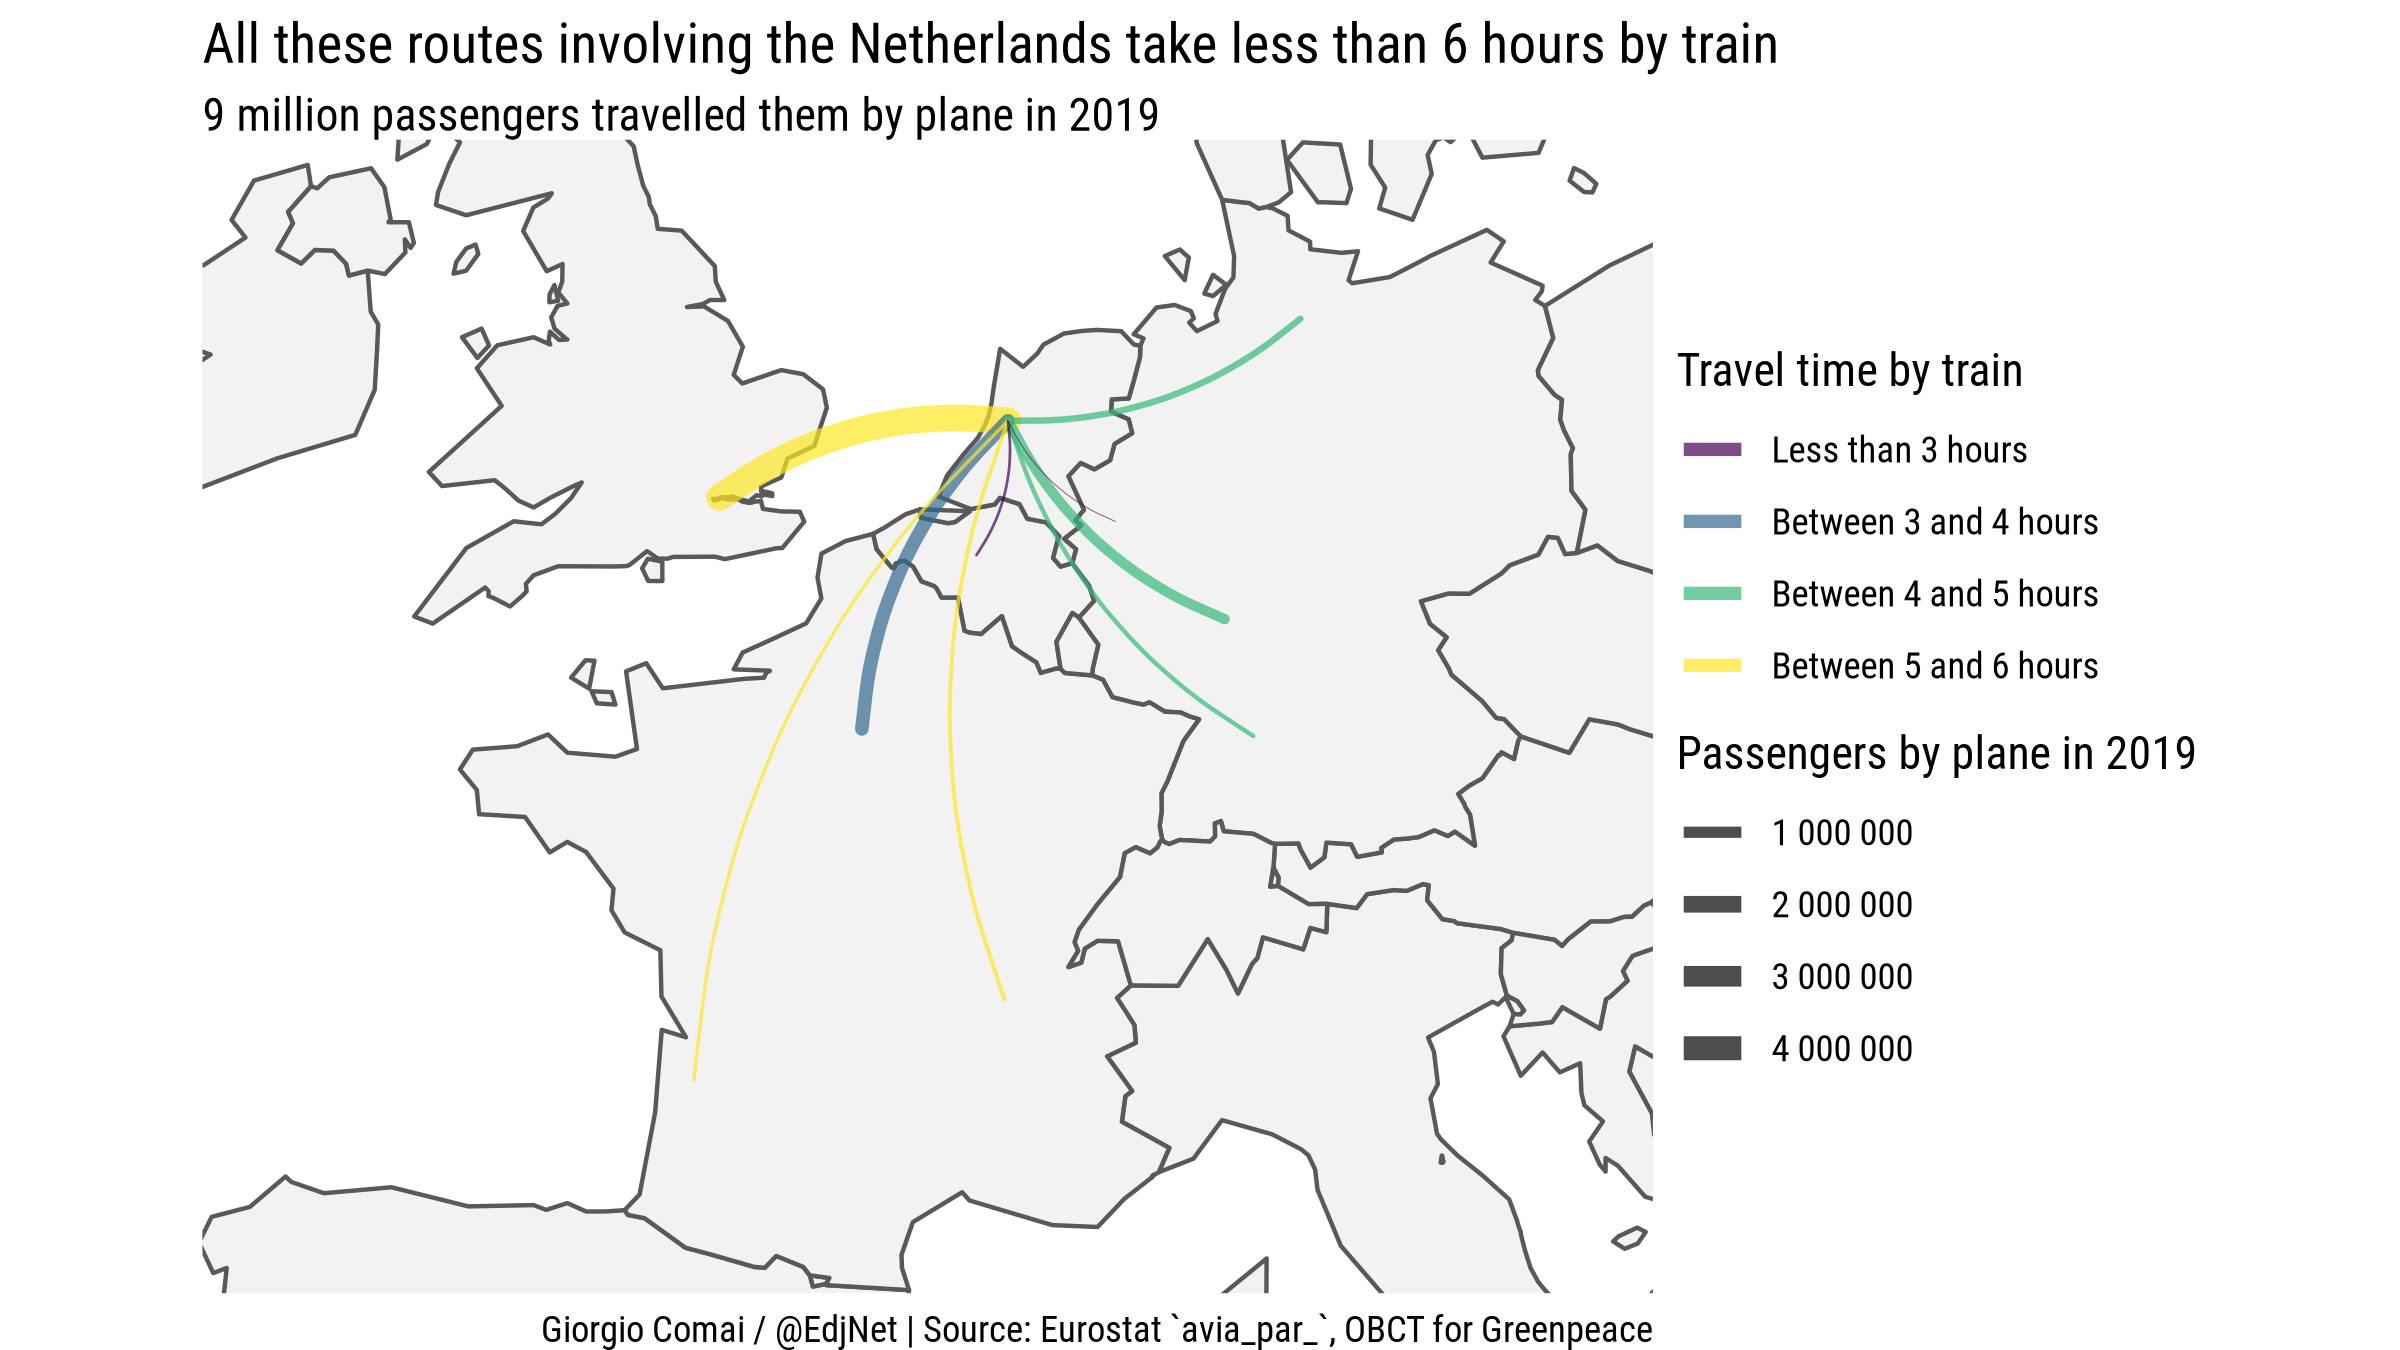 All these routes involving the Netherlands take less than 6 hours by train
9 million passengers travelled them by plane in 2019
Travel time by train
Less than 3 hours
Between 3 and 4 hours
Between 4 and 5 hours
Between 5 and 6 hours
Passengers by plane in 2019
1 000 000
2 000 000
3 000 000
4 000 000
Giorgio Comai / @EdjNet | Source: Eurostat `avia_par_`, OBCT for Greenpeace